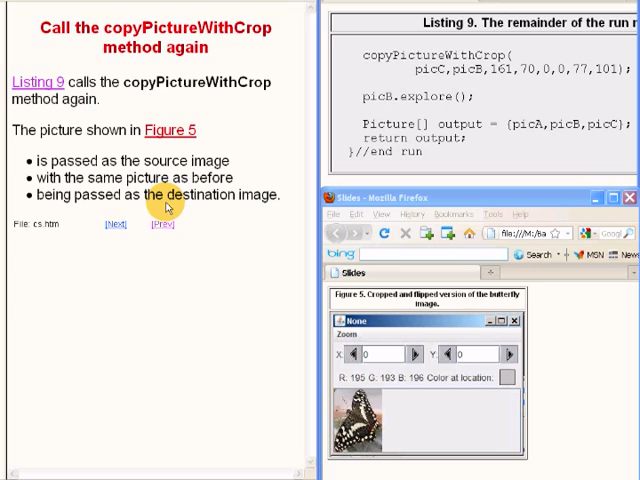 Call the copyPictureWithCrop
method again
Listing 9 calls the copyPictureWithCrop
method again.
The picture shown in Figure 5
• is passed as the source image
• with the same picture as before
• being passed as the destination image.
File: cs.htm [Next] [Prev]
Listing 9. The remainder of the run
copyPictureWithCrop(
picC,picB,161,70,0,0,77,101);
picB.explore();
Picture[] output = {picA,picB,picC};
return output;
}//end run
Slides - Mozilla Firefox
File Edit View History Bookmarks Tools Help
file:///M:/Ba
Googl
bing Search MSN News
Slides
Figure 5. Cropped and flipped version of the butterfly
image.
None
Zoom
X: 0 Y: 0
R: 195 G: 193 B: 196 Color at location: